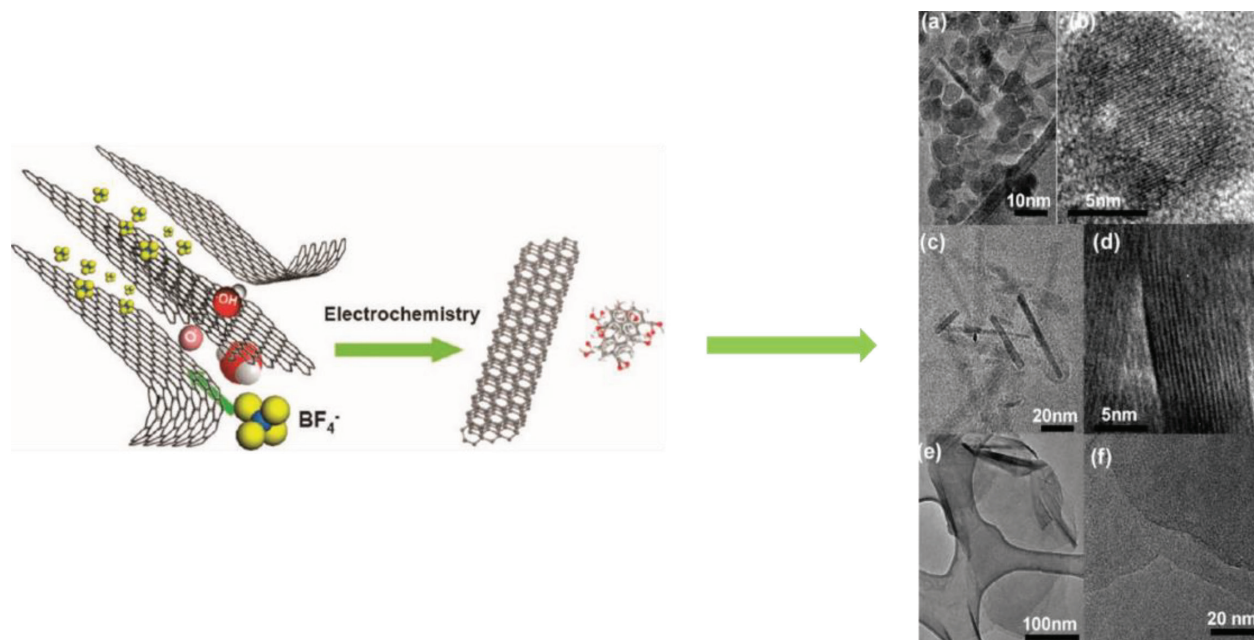 OH
O
BF4-
Electrochemistry
(a)
10nm
(b)
5nm
(c)
20nm
(d)
5nm
(e)
100nm
(f)
20 nm